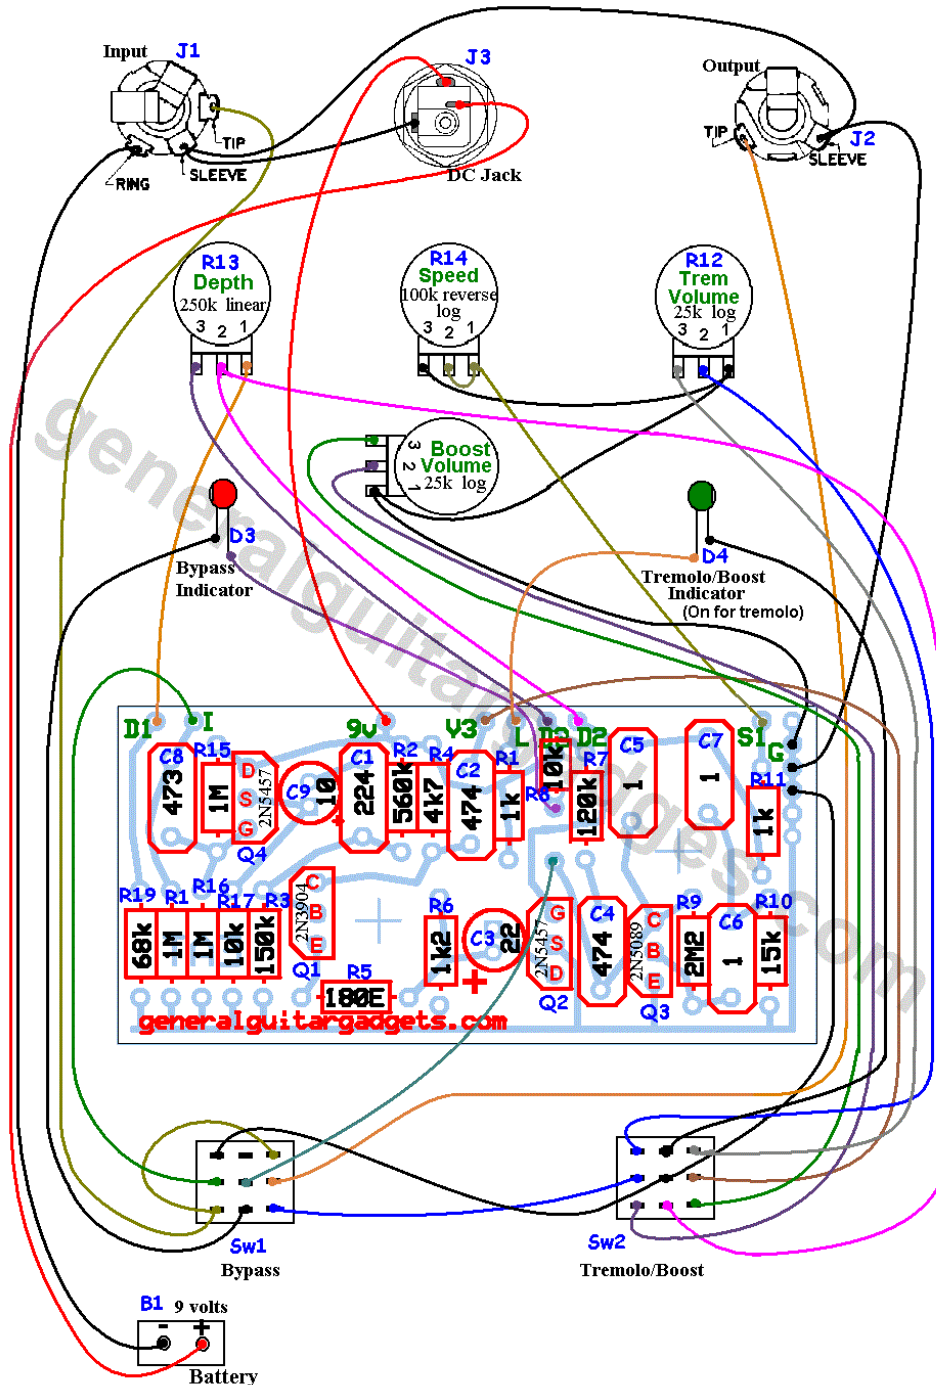 Input
J1
TIP
RING
SLEEVE
J3
DC Jack
Output
TIP
J2
SLEEVE
R13
Depth
250k linear
3 2 1
R14
Speed
100k reverse
log
3 2 1
R12
Trem
Volume
25k log
3 2 1
Boost
Volume
25k log
3 2 1
D3
Bypass
Indicator
D4
Tremolo/Boost
Indicator
(On for tremolo)
generalguitargadges.com
D1 I 9v V3 L D3 D2 S1 G
C8
473
R15
1M
D
S
G
2N5457
Q4
C9
10
+
C1
224
R2
560k
R4
4k7
C2
474
R1
1k
R8
10k
R7
120k
C5
1
C7
1
R11
1k
R19
68k
R1
1M
R16
1M
R17
10k
R3
150k
2N3904
C
B
E
Q1
R5
180E
R6
1k2
C3
22
+
2N5457
G
S
D
Q2
C4
474
2N5089
C
B
E
Q3
R9
2M2
C6
1
R10
15k
generalguitargadgets.com
Sw1
Bypass
Sw2
Tremolo/Boost
B1
9 volts
- +
Battery